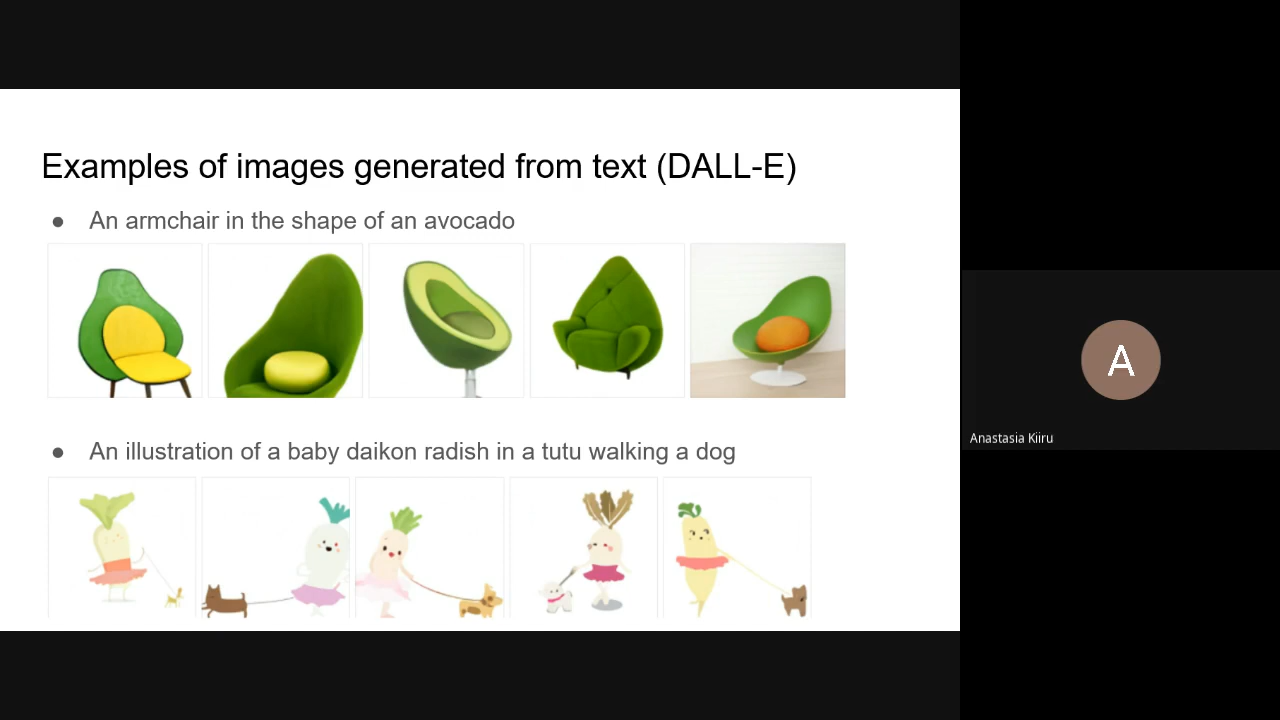 Examples of images generated from text (DALL-E)
● An armchair in the shape of an avocado
● An illustration of a baby daikon radish in a tutu walking a dog
A
Anastasia Kiiru